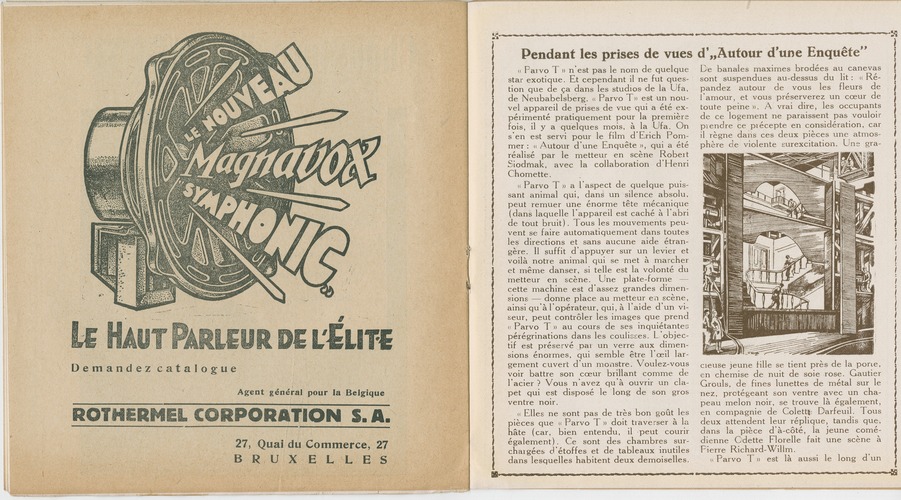 LE NOUVEAU
Magnavox
SYMPHONIC
LE HAUT PARLEUR DE L'ÉLITE
Demandez catalogue
Agent général pour la Belgique
ROTHERMEL CORPORATION S. A.
27, Quai du Commerce, 27
BRUXELLES
Pendant les prises de vues d'„Autour d'une Enquête"
« Parvo T » n'est pas le nom de quelque
star exotique. Et cependant il ne fut ques-
tion que de ça dans les studios de la Ufa,
de Neubabelsberg. « Parvo T» est un nou-
vel appareil de prises de vue qui a été ex-
périmenté pratiquement pour la première
fois, il y a quelques mois, à la Ufa. On
s'en est servi pour le film d'Erich Pom-
mer : « Autour d'une Enquête », qui a été
réalisé par le metteur en scène Robert
Siodmak, avec la collaboration d'Henri
Chomette.
« Parvo T » a l'aspect de quelque puis-
sant animal qui, dans un silence absolu,
peut remuer une énorme tête mécanique
(dans laquelle l'appareil est caché à l'abri
de tout bruit). Tous les mouvements peu-
vent se faire automatiquement dans toutes
les directions et sans aucune aide étran-
gère. Il suffit d'appuyer sur un levier et
voilà notre animal qui se met à marcher
et même danser, si telle est la volonté du
metteur en scène. Une plate-forme —
cette machine est d'assez grandes dimen-
sions — donne place au metteur en scène,
ainsi qu'à l'opérateur, qui, à l'aide d'un vi-
seur, peut contrôler les images que prend
« Parvo T » au cours de ses inquiétantes
pérégrinations dans les coulisses. L'objec-
tif est préservé par un verre aux dimen-
sions énormes, qui semble être l'œil lar-
gement ouvert d'un monstre. Voulez-vous
voir battre son cœur brillant comme de
l'acier ? Vous n'avez qu'à ouvrir un cla-
pet qui est disposé le long de son gros
ventre noir.
« Elles ne sont pas de très bon goût les
pièces que « Parvo T » doit traverser à la
hâte (car, bien entendu, il peut courir
également). Ce sont des chambres sur-
chargées d'étoffes et de tableaux inutiles
dans lesquelles habitent deux demoiselles.
De banales maximes brodées au canevas
sont suspendues au-dessus du lit : « Ré-
pandez autour de vous les fleurs de
l'amour, et vous préserverez un cœur de
toute peine ». A vrai dire, les occupants
de ce logement ne paraissent pas vouloir
prendre ce précepte en considération, car
il règne dans ces deux pièces une atmos-
phère de violente surexcitation. Une gra-
cieuse jeune fille se tient près de la porte,
en chemise de nuit de soie rose. Gautier
Grouls, de fines lunettes de métal sur le
nez, protégeant son ventre avec un cha-
peau melon noir, se trouve là également,
en compagnie de Colette Darfeuil. Tous
deux attendent leur réplique, tandis que,
dans la pièce d'à-côté, la jeune comé-
dienne Odette Florelle fait une scène à
Pierre Richard-Willm.
« Parvo T » est là aussi le long d'un